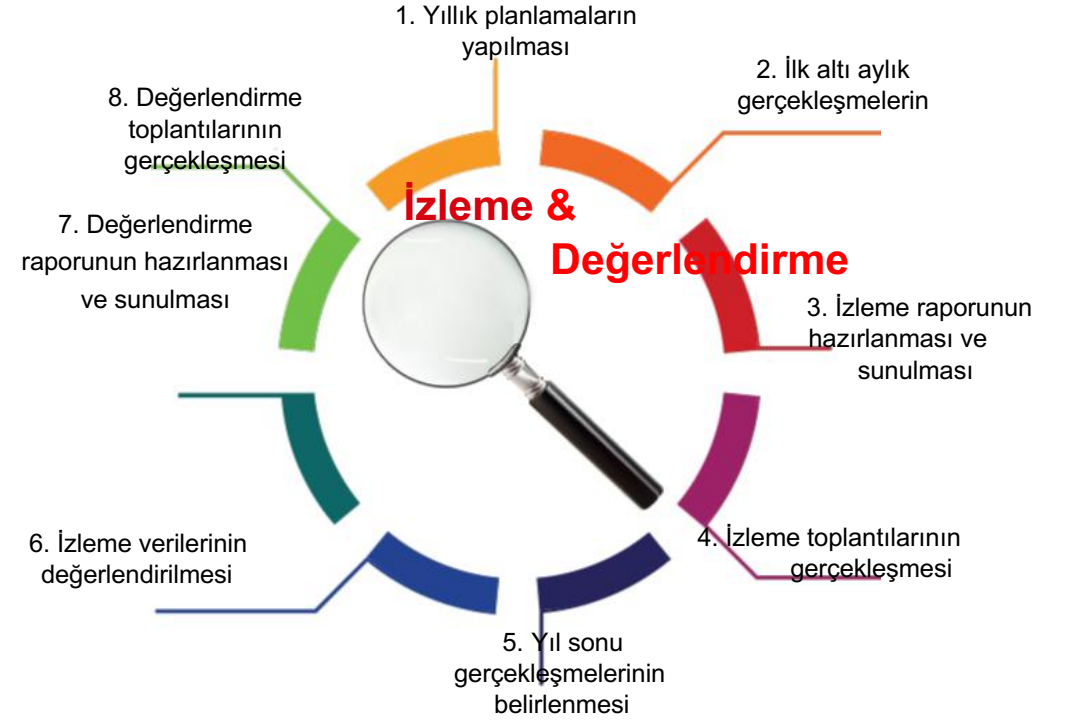 1. Yıllık planlamaların
yapılması
2. İlk altı aylık
gerçekleşmelerin
3. İzleme raporunun
hazırlanması ve
sunulması
4. İzleme toplantılarının
gerçekleşmesi
5. Yıl sonu
gerçekleşmelerinin
belirlenmesi
6. İzleme verilerinin
değerlendirilmesi
7. Değerlendirme
raporunun hazırlanması
ve sunulması
8. Değerlendirme
toplantılarının
gerçekleşmesi
İzleme &
Değerlendirme